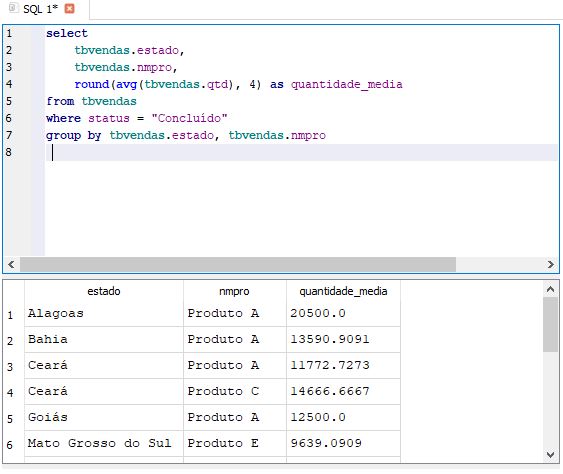 SQL 1*
1 select
2 tbvendas.estado,
3 tbvendas.nmpro,
4 round(avg(tbvendas.qtd), 4) as quantidade_media
5 from tbvendas
6 where status = "Concluído"
7 group by tbvendas.estado, tbvendas.nmpro
8
estado nmpro quantidade_media
1 Alagoas Produto A 20500.0
2 Bahia Produto A 13590.9091
3 Ceará Produto A 11772.7273
4 Ceará Produto C 14666.6667
5 Goiás Produto A 12500.0
6 Mato Grosso do Sul Produto E 9639.0909